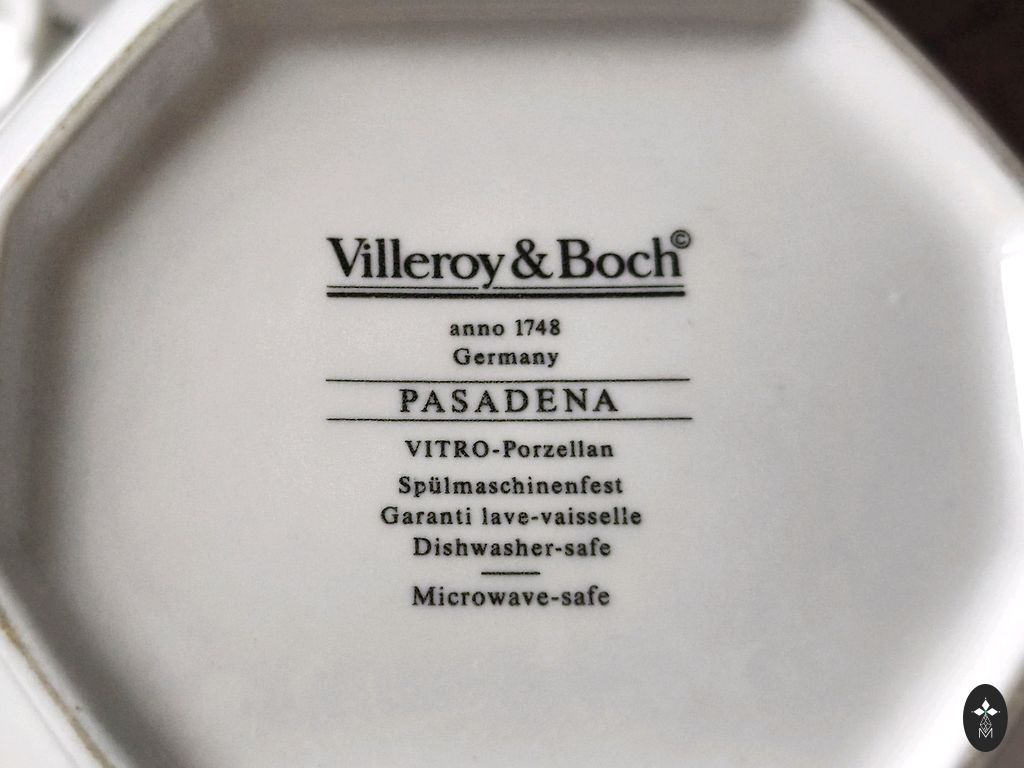 Villeroy & Boch©
anno 1748
Germany
PASADENA
VITRO-Porzellan
Spülmaschinenfest
Garanti lave-vaisselle
Dishwasher-safe
Microwave-safe
M